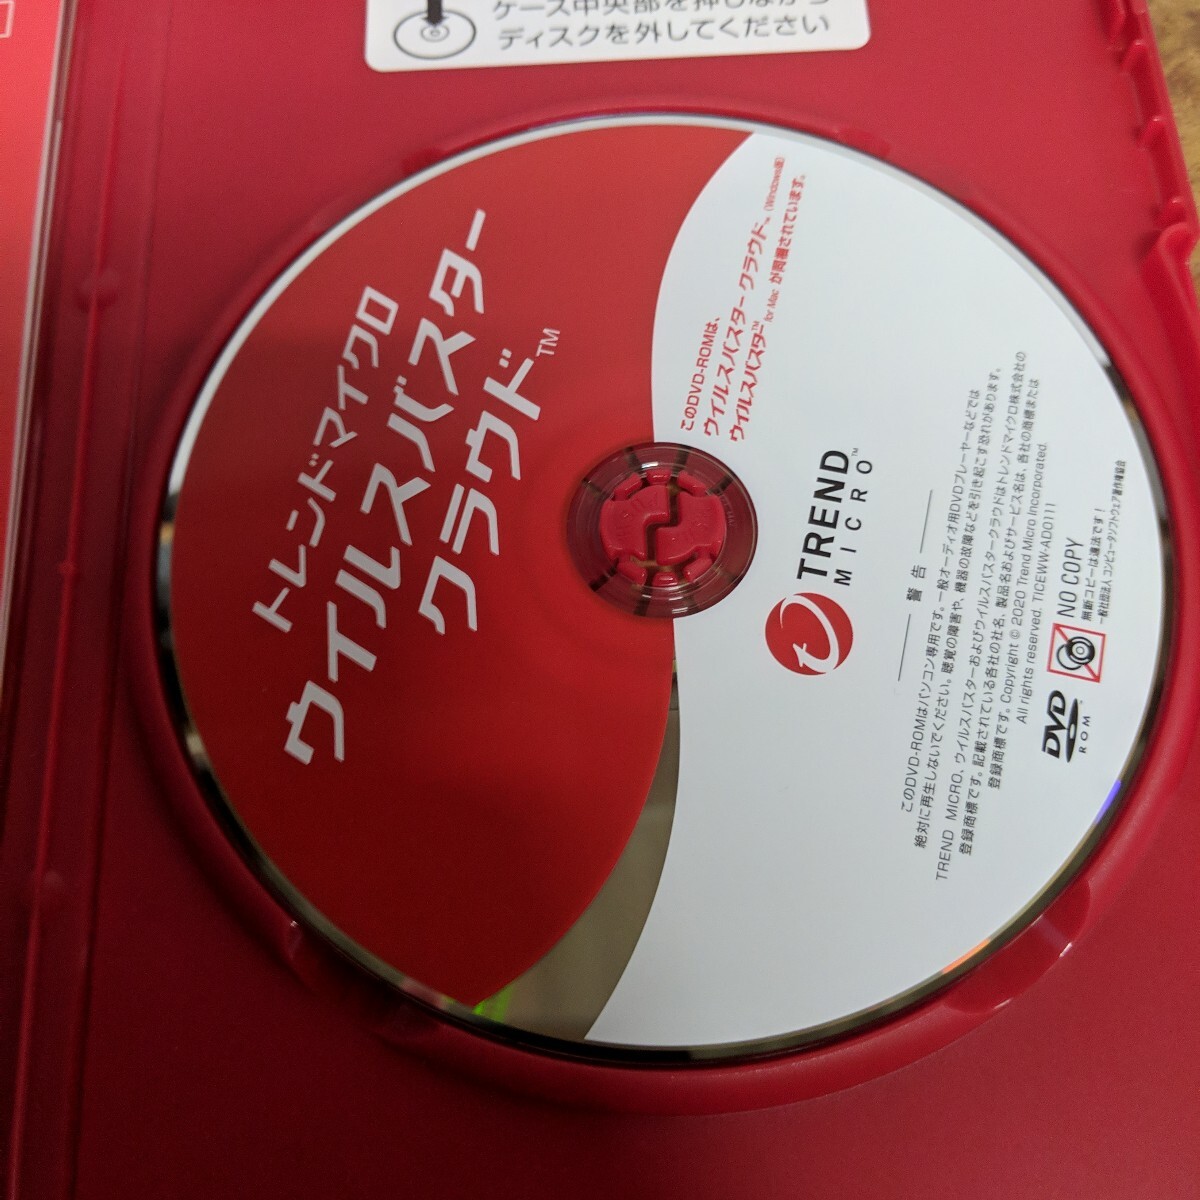 ケース中央部を押しながら
ディスクを外してください
トレンドマイクロ
ウイルスバスター
クラウド™
このDVD-ROMは、
ウイルスバスター クラウド™ (Windows版)
ウイルスバスター™ for Mac が同梱されています。
TREND
MICRO™
警告
このDVD-ROMはパソコン専用です。一般オーディオ用DVDプレーヤーなどでは
絶対に再生しないでください。聴覚の障害や、機器の故障などを引き起こす恐れがあります。
TREND MICRO、ウイルスバスターおよびウイルスバスタークラウドはトレンドマイクロ株式会社の
登録商標です。記載されている各社の社名、製品名およびサービス名は、各社の商標または
登録商標です。Copyright © 2020 Trend Micro Incorporated.
All rights reserved. TICEWW-AD0111
NO COPY
無断コピーは違法です！
一般社団法人 コンピュータソフトウェア著作権協会
DVD
ROM